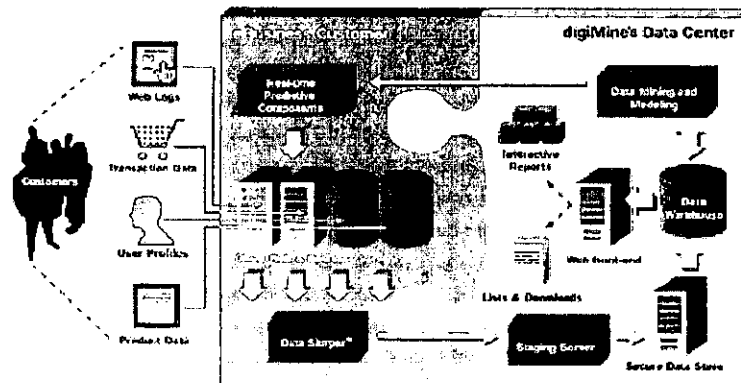 Customer
digiMine's Data Center
Web Logs
Real-Time
Predictive
Components
Data Mining and
Modeling
Transaction Data
Interactive
Reports
Customers
Data
Warehouse
User Profiles
Web front-end
Lists & Downloads
Product Data
Data Slurper™
Staging Server
Secure Data Store